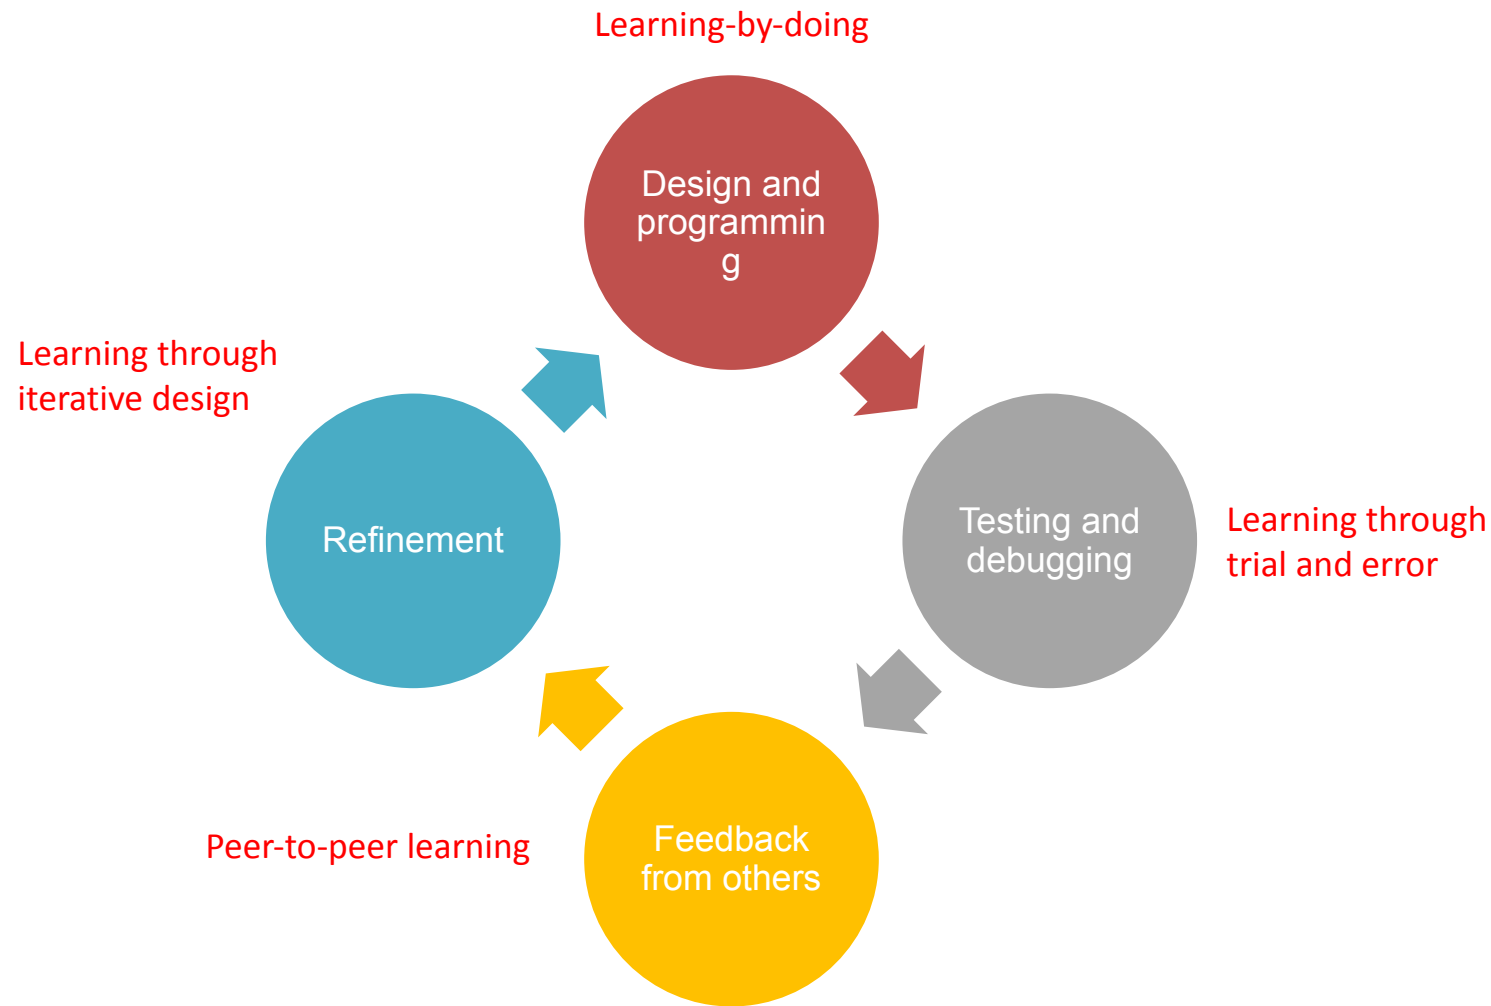 Learning-by-doing
Design and
programmin
g
Learning through
iterative design
Refinement
Testing and
debugging
Learning through
trial and error
Peer-to-peer learning
Feedback
from others